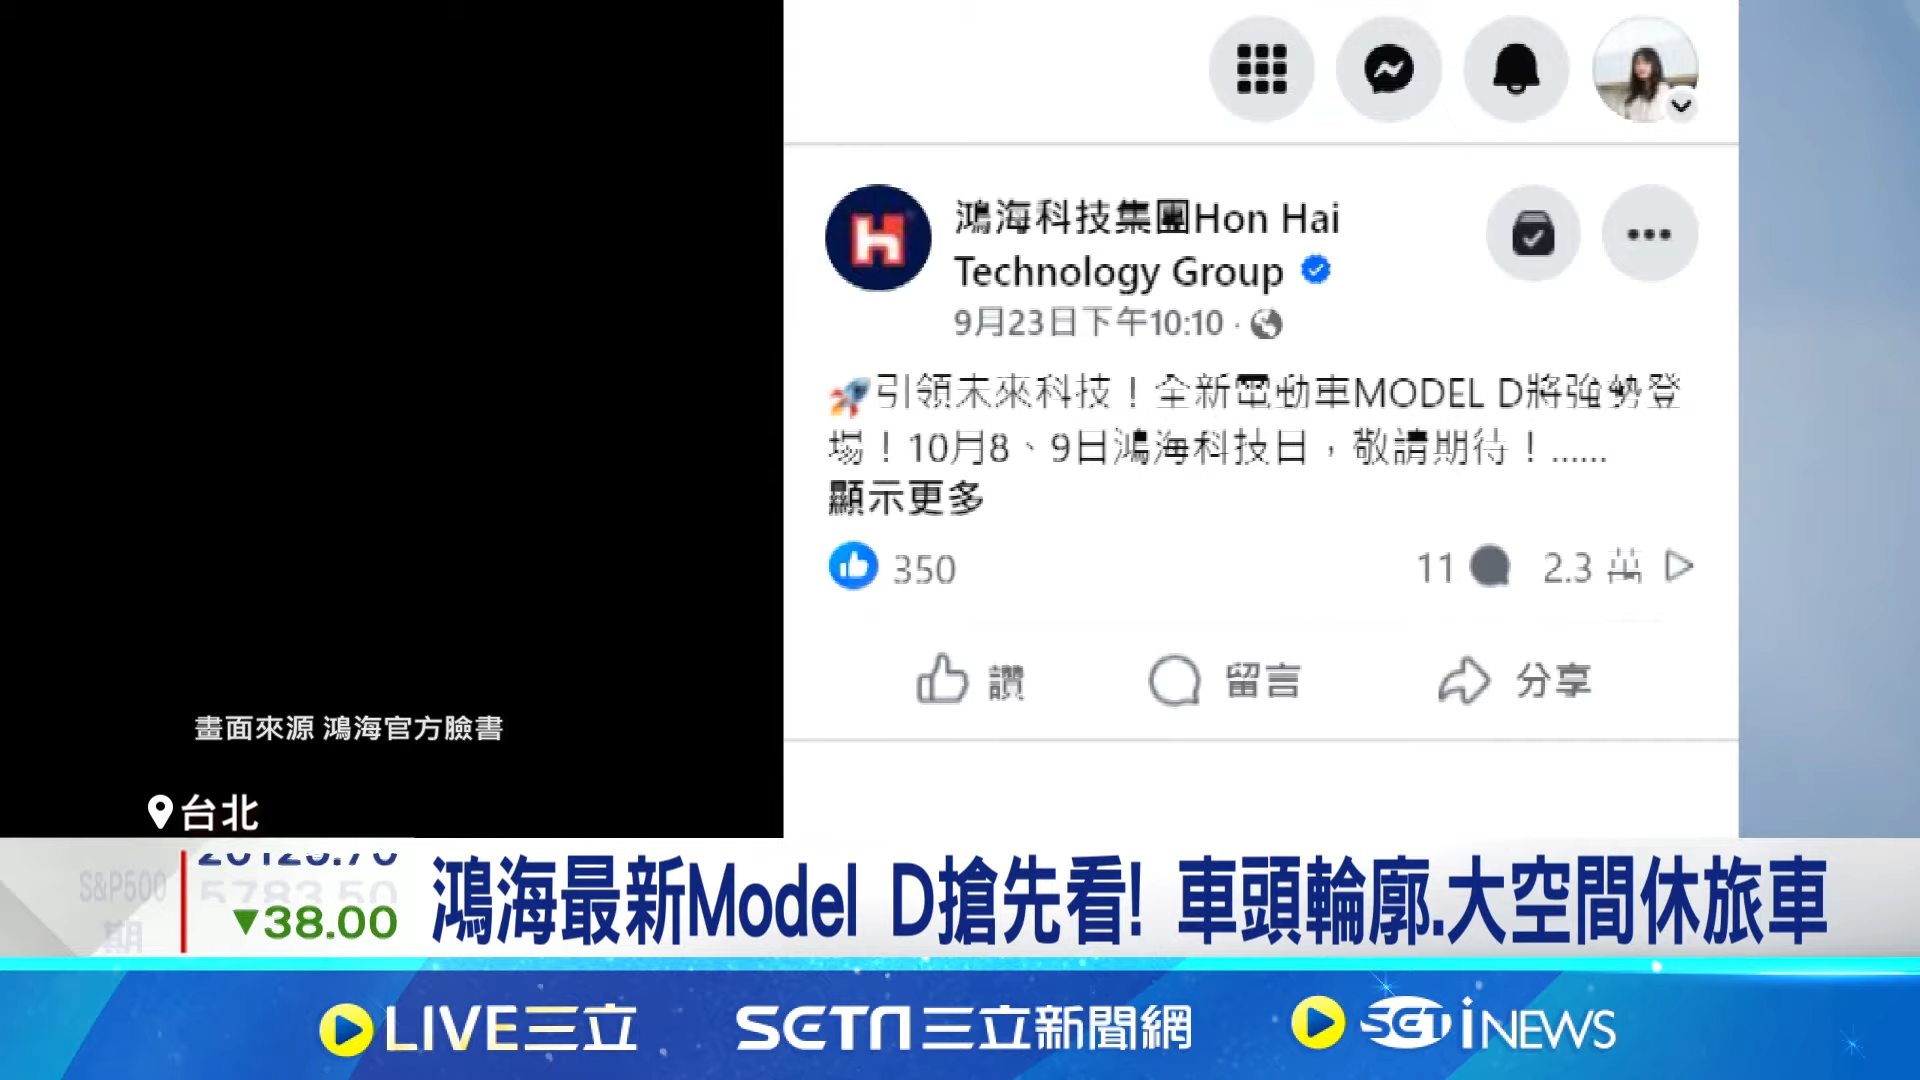 鴻海科技集團Hon Hai
Technology Group
9月23日下午10:10
引領未來科技！全新電動車MODEL D將強勢登
場！10月8、9日鴻海科技日，敬請期待！......
顯示更多
350
11
2.3 萬
讚
留言
分享
畫面來源 鴻海官方臉書
台北
S&P500
期
▼38.00
鴻海最新Model D搶先看! 車頭輪廓.大空間休旅車
LIVE三立
SETN三立新聞網
SET iNEWS